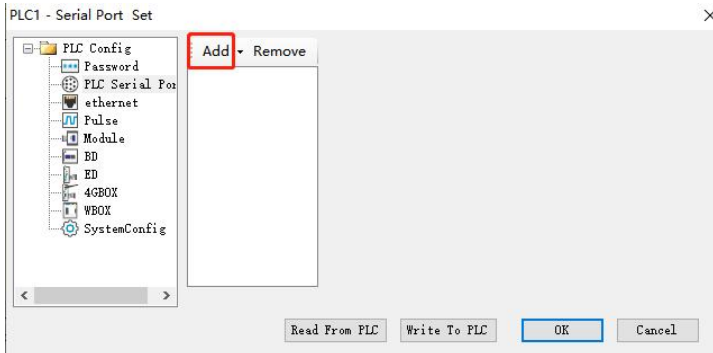 PLC1 - Serial Port Set
PLC Config
Password
PLC Serial Por
ethernet
Pulse
Module
BD
ED
4GBOX
WBOX
SystemConfig
Add Remove
Read From PLC Write To PLC OK Cancel